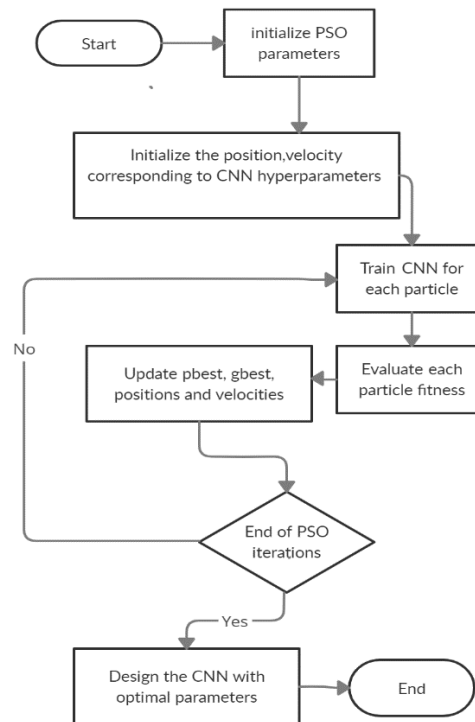 Start
initialize PSO
parameters
Initialize the position,velocity
corresponding to CNN hyperparameters
Train CNN for
each particle
No
Evaluate each
particle fitness
Update pbest, gbest,
positions and velocities
End of PSO
iterations
Yes
Design the CNN with
optimal parameters
End